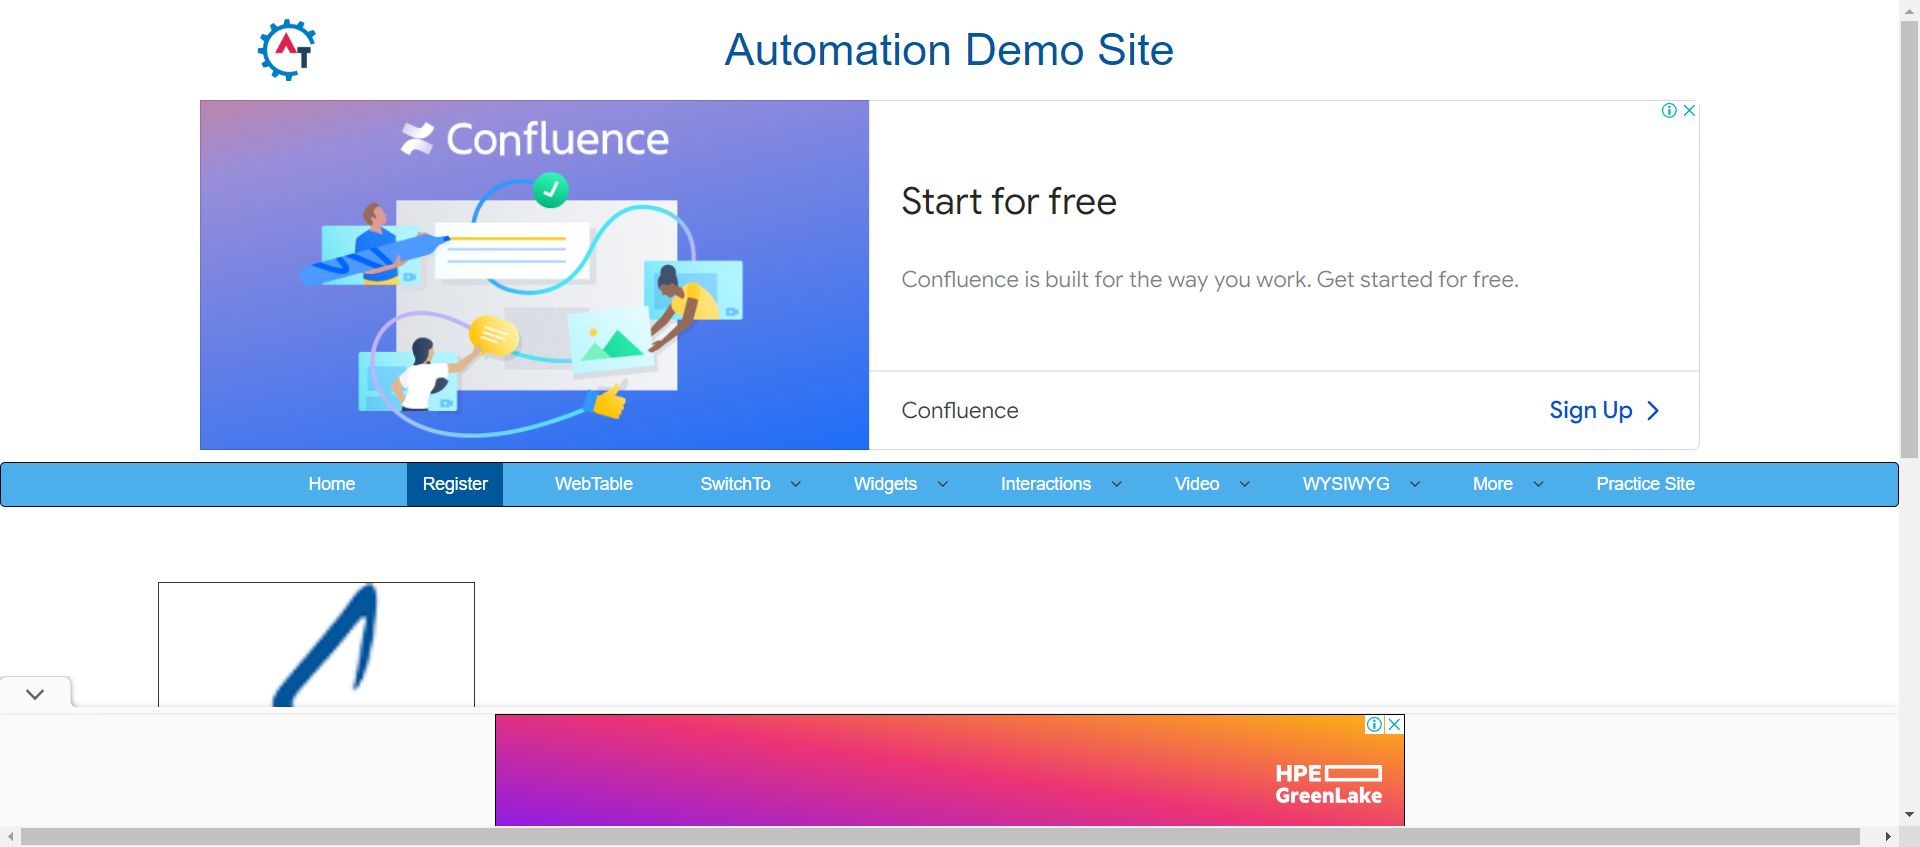 AT
Automation Demo Site
Confluence
Start for free
Confluence is built for the way you work. Get started for free.
Confluence
Sign Up
Home
Register
WebTable
SwitchTo
Widgets
Interactions
Video
WYSIWYG
More
Practice Site
HPE
GreenLake